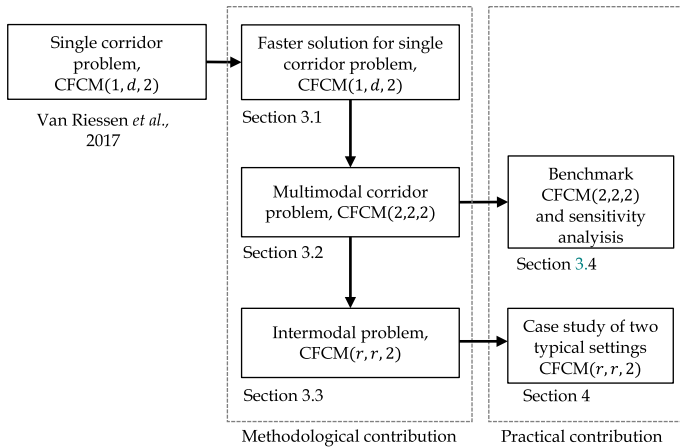 Single corridor
problem,
CFCM(1, d, 2)
Van Riessen et al.,
2017
Faster solution for single
corridor problem,
CFCM(1, d, 2)
Section 3.1
Multimodal corridor
problem, CFCM(2,2,2)
Section 3.2
Benchmark
CFCM(2,2,2)
and sensitivity
analyisis
Section 3.4
Intermodal problem,
CFCM(r, r, 2)
Section 3.3
Case study of two
typical settings
CFCM(r, r, 2)
Section 4
Methodological contribution
Practical contribution